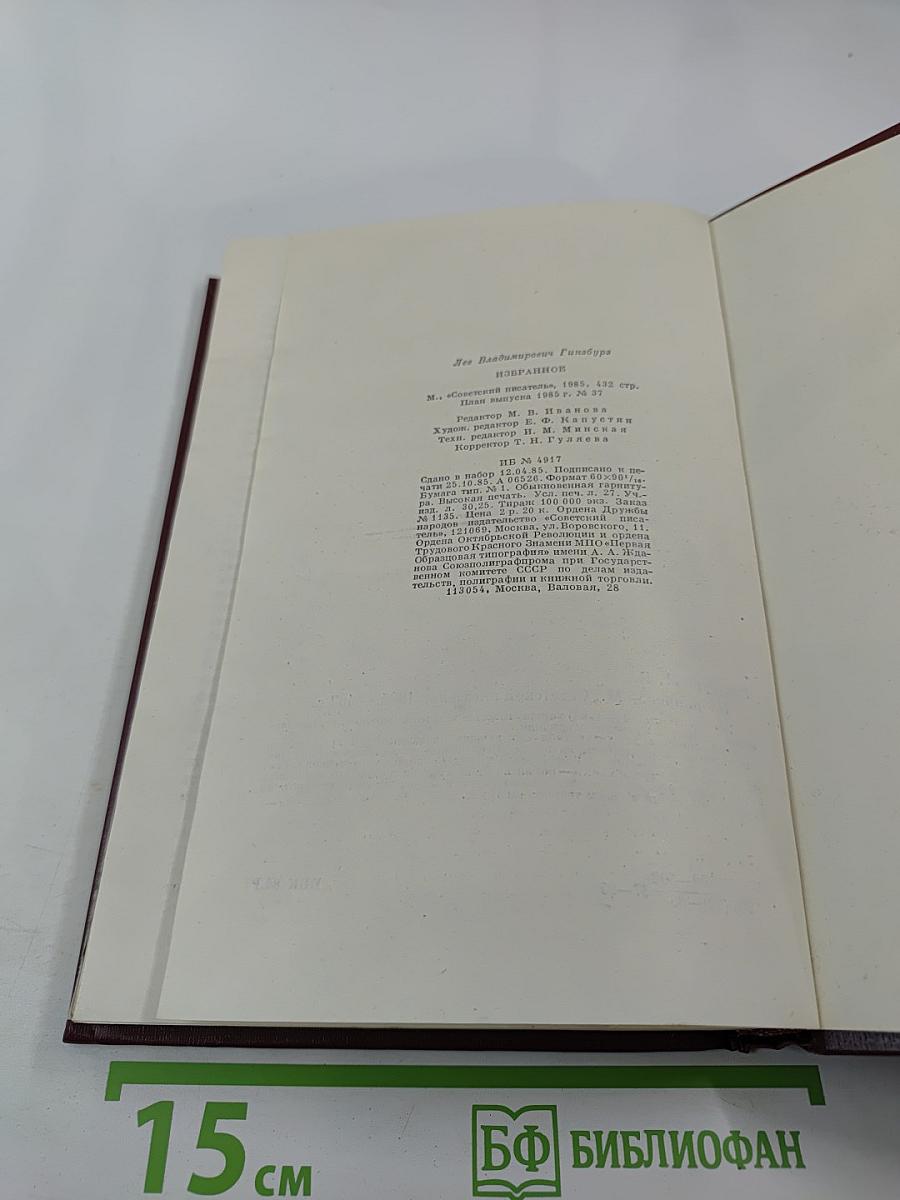 Лев Владимирович Гинзбург
ИЗБРАННОЕ
М., «Советский писатель», 1985, 432 стр.
План выпуска 1985 г. № 37
Редактор М. В. Иванова
Худож. редактор Е. Ф. Капустин
Техн. редактор И. М. Минская
Корректор Т. Н. Гуляева
ИБ № 4917
Сдано в набор 12.04.85. Подписано к пе-
чати 25.10.85. А 06526. Формат 60×90¹/₁₆.
Бумага тип. № 1. Обыкновенная гарниту-
ра. Высокая печать. Усл. печ. л. 27. Уч.-
изд. л. 30,25. Тираж 100 000 экз. Заказ
№ 1135. Цена 2 р. 20 к. Ордена Дружбы
народов издательство «Советский писа-
тель», 121069, Москва, ул. Воровского, 11.
Ордена Октябрьской Революции и ордена
Трудового Красного Знамени МПО «Первая
Образцовая типография» имени А. А. Жда-
нова Союзполиграфпрома при Государст-
венном комитете СССР по делам изда-
тельств, полиграфии и книжной торговли.
113054, Москва, Валовая, 28
15 см
БФ БИБЛИОФАН